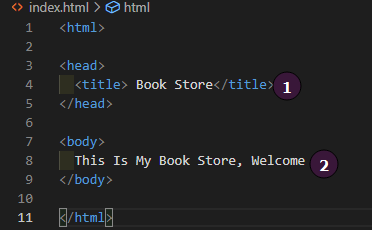 index.html > html
1 <html>
2
3 <head>
4 <title> Book Store</title> 1
5 </head>
6
7 <body>
8 This Is My Book Store, Welcome 2
9 </body>
10
11 </html>